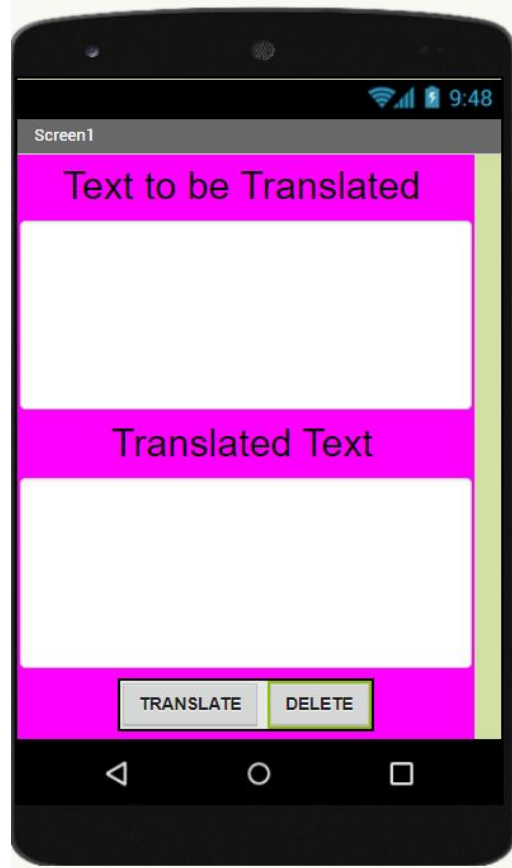 9:48
Screen1
Text to be Translated
Translated Text
TRANSLATE DELETE